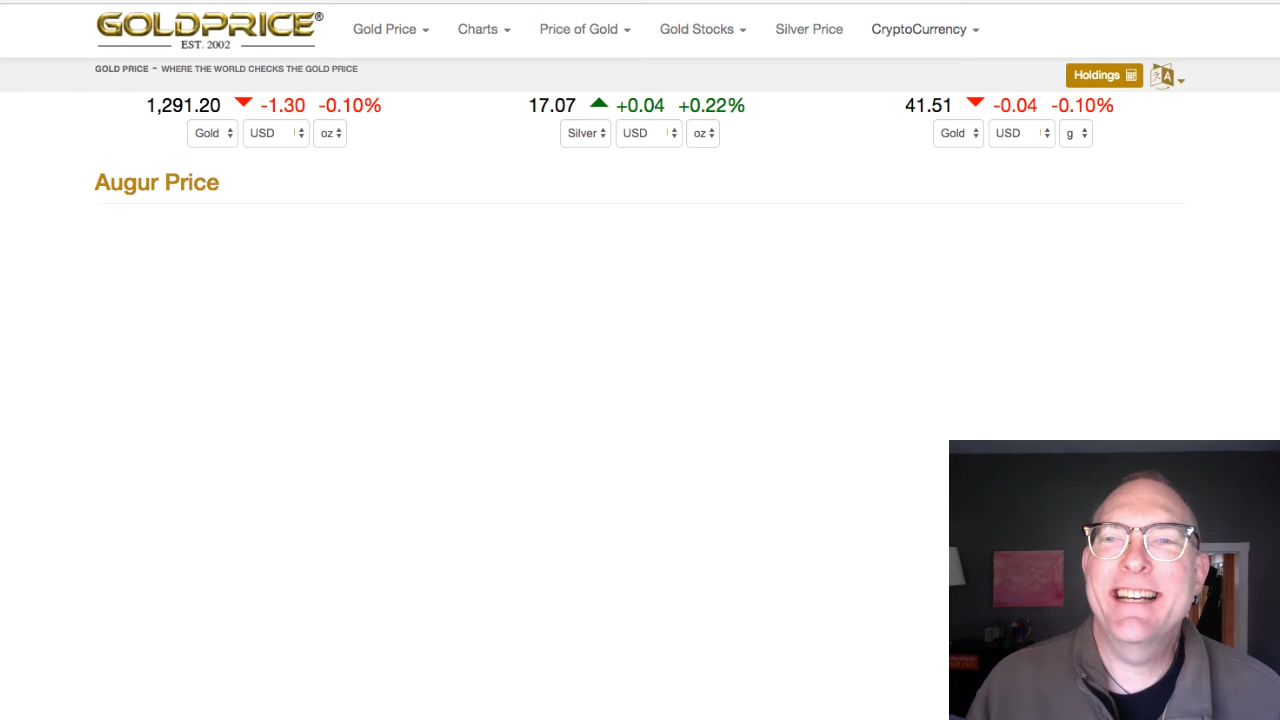 GOLDPRICE®
EST. 2002
Gold Price Charts Price of Gold Gold Stocks Silver Price CryptoCurrency
GOLD PRICE - WHERE THE WORLD CHECKS THE GOLD PRICE
Holdings
1,291.20 -1.30 -0.10%
Gold USD oz
17.07 +0.04 +0.22%
Silver USD oz
41.51 -0.04 -0.10%
Gold USD g
Augur Price